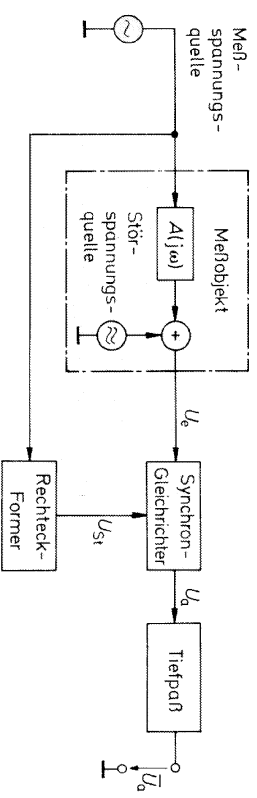 Meß-
spannungs-
quelle
Meßobjekt
A(jω)
+
Stör-
spannungs-
quelle
U_e
Synchron-
Gleichrichter
U_a
Tiefpaß
U̅_a
U_St
Rechteck-
Former